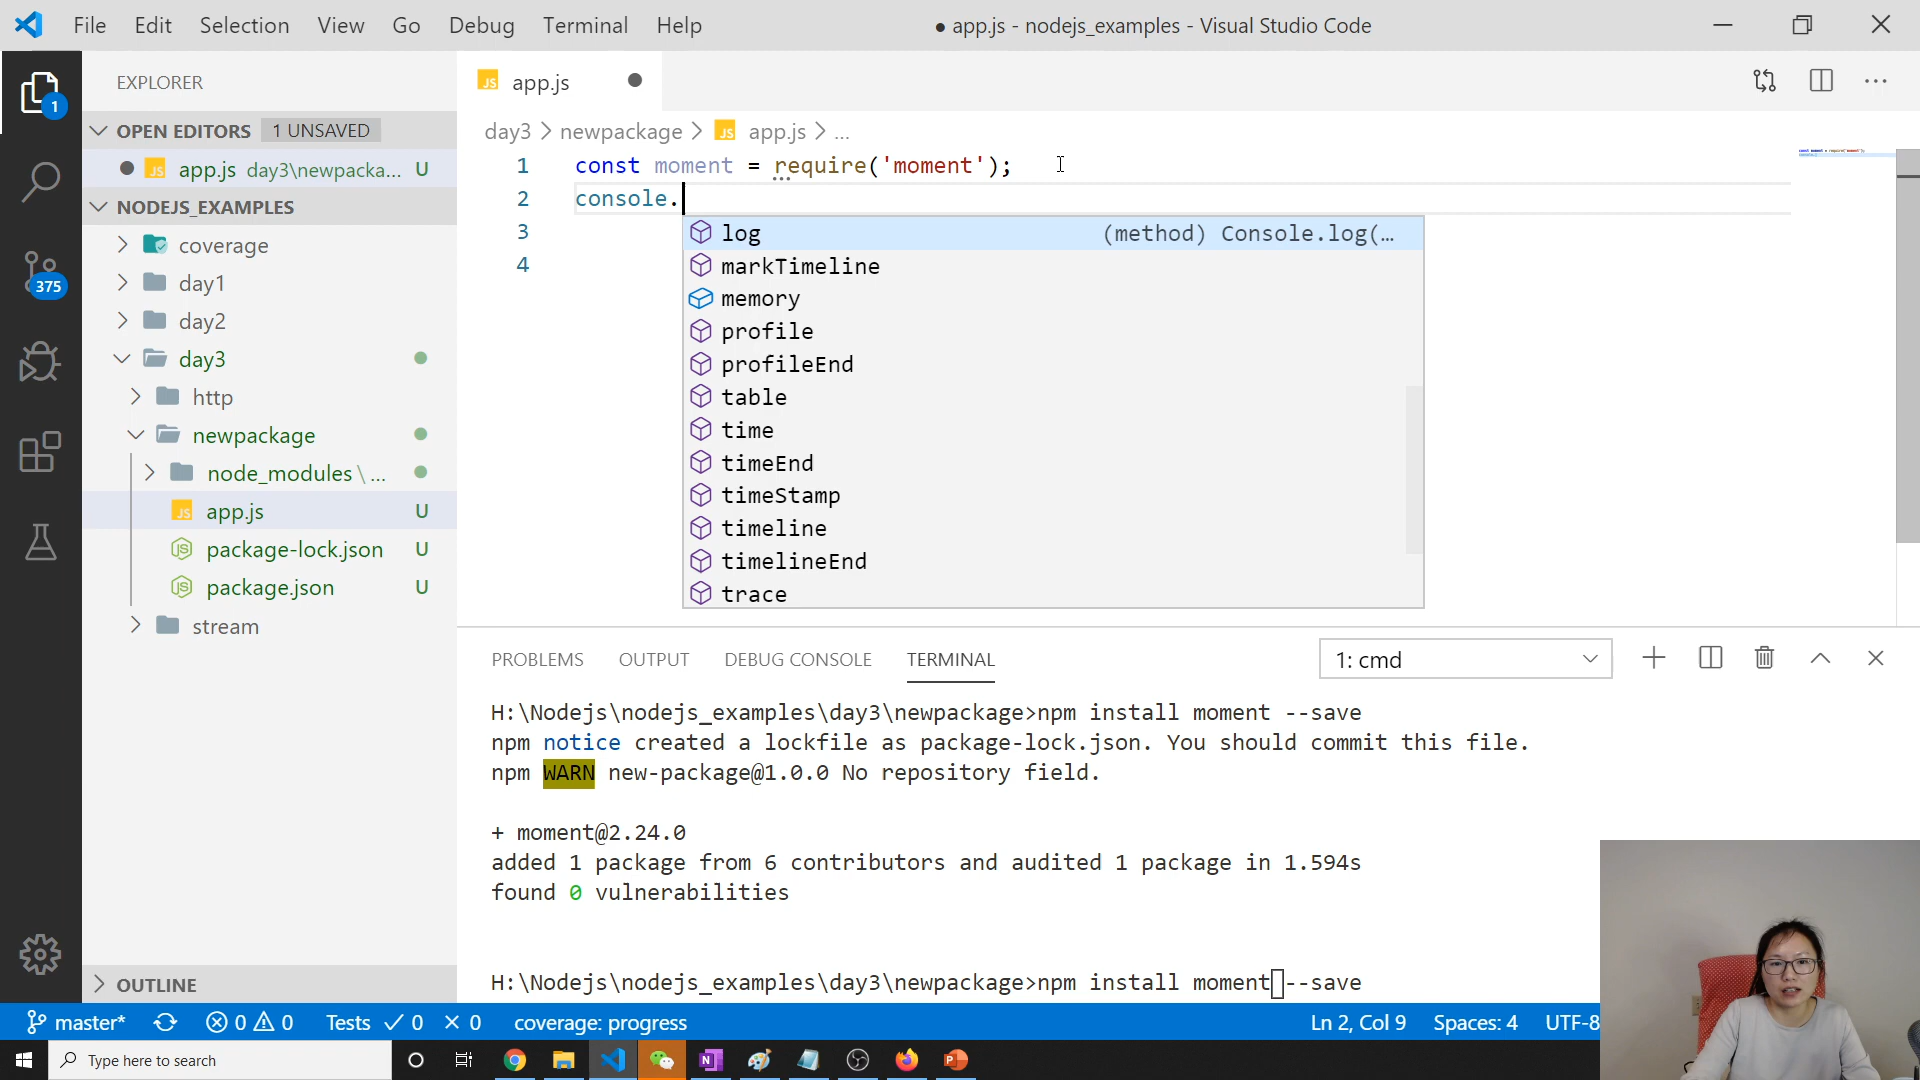 File Edit Selection View Go Debug Terminal Help
● app.js - nodejs_examples - Visual Studio Code
1
375
EXPLORER
OPEN EDITORS 1 UNSAVED
app.js day3\newpacka... U
NODEJS_EXAMPLES
coverage
day1
day2
day3
http
newpackage
node_modules \ ...
JS app.js U
package-lock.json U
package.json U
stream
OUTLINE
JS app.js
day3 > newpackage > JS app.js > ...
1 const moment = require('moment');
2 console.
3
4
log (method) Console.log(…
markTimeline
memory
profile
profileEnd
table
time
timeEnd
timeStamp
timeline
timelineEnd
trace
PROBLEMS OUTPUT DEBUG CONSOLE TERMINAL
1: cmd
H:\Nodejs\nodejs_examples\day3\newpackage>npm install moment --save
npm notice created a lockfile as package-lock.json. You should commit this file.
npm WARN new-package@1.0.0 No repository field.
+ moment@2.24.0
added 1 package from 6 contributors and audited 1 package in 1.594s
found 0 vulnerabilities
H:\Nodejs\nodejs_examples\day3\newpackage>npm install moment --save
master* 0 0 Tests ✓ 0 × 0 coverage: progress
Ln 2, Col 9 Spaces: 4 UTF-8
Type here to search